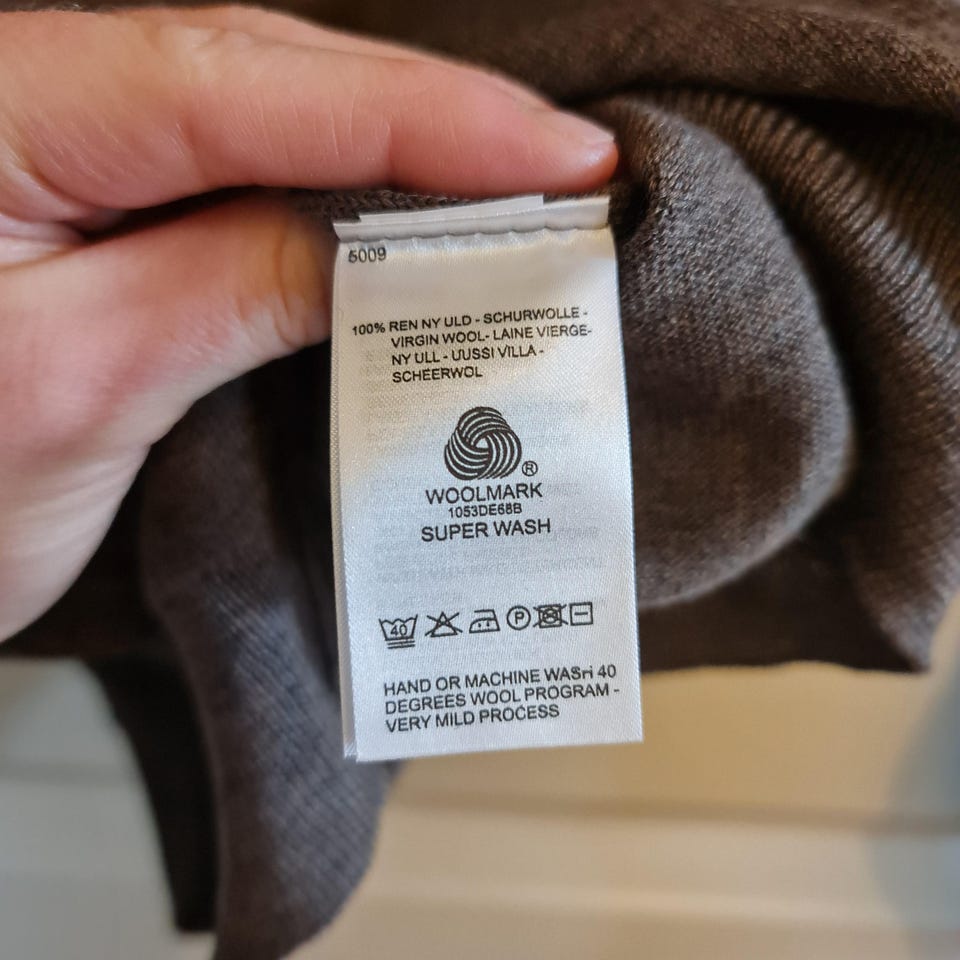 5009
100% REN NY ULD - SCHURWOLLE -
VIRGIN WOOL- LAINE VIERGE-
NY ULL - UUSSI VILLA -
SCHEERWOL
®
WOOLMARK
1053DE68B
SUPER WASH
40
P
HAND OR MACHINE WASH 40
DEGREES WOOL PROGRAM -
VERY MILD PROCESS